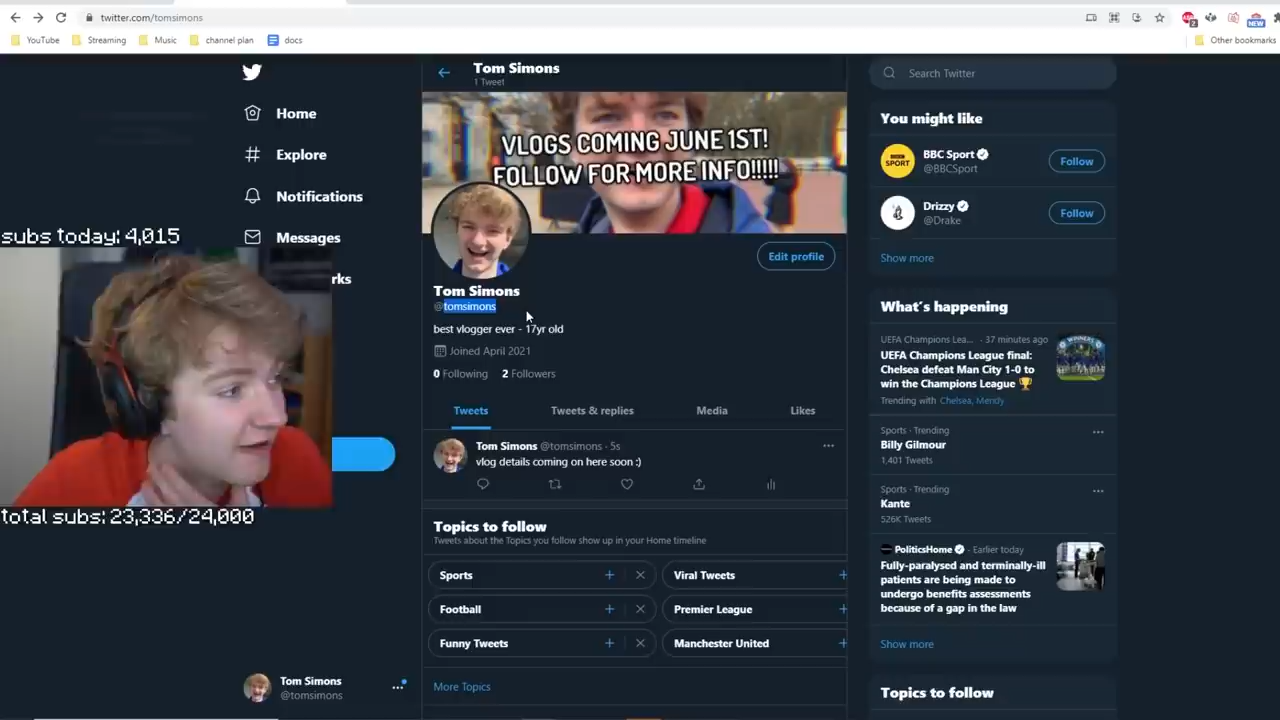 twitter.com/tomsimons
YouTube
Streaming
Music
channel plan
docs
NEW
Other bookmarks
Home
Explore
Notifications
Messages
rks
subs today: 4,015
total subs: 23,336/24,000
Tom Simons
@tomsimons
Tom Simons
1 Tweet
VLOGS COMING JUNE 1ST!
FOLLOW FOR MORE INFO!!!!!
Edit profile
Tom Simons
@tomsimons
best vlogger ever - 17yr old
Joined April 2021
0 Following 2 Followers
Tweets
Tweets & replies
Media
Likes
Tom Simons @tomsimons · 5s
vlog details coming on here soon :)
Topics to follow
Tweets about the Topics you follow show up in your Home timeline
Sports
Viral Tweets
Football
Premier League
Funny Tweets
Manchester United
More Topics
Search Twitter
You might like
BBC Sport
@BBCSport
Follow
SPORT
Drizzy
@Drake
Follow
Show more
What's happening
UEFA Champions Lea... · 37 minutes ago
UEFA Champions League final:
Chelsea defeat Man City 1-0 to
win the Champions League 🏆
Trending with Chelsea, Mendy
WINNERS
Sports · Trending
Billy Gilmour
1,401 Tweets
Sports · Trending
Kante
526K Tweets
PoliticsHome · Earlier today
Fully-paralysed and terminally-ill
patients are being made to
undergo benefits assessments
because of a gap in the law
Show more
Topics to follow